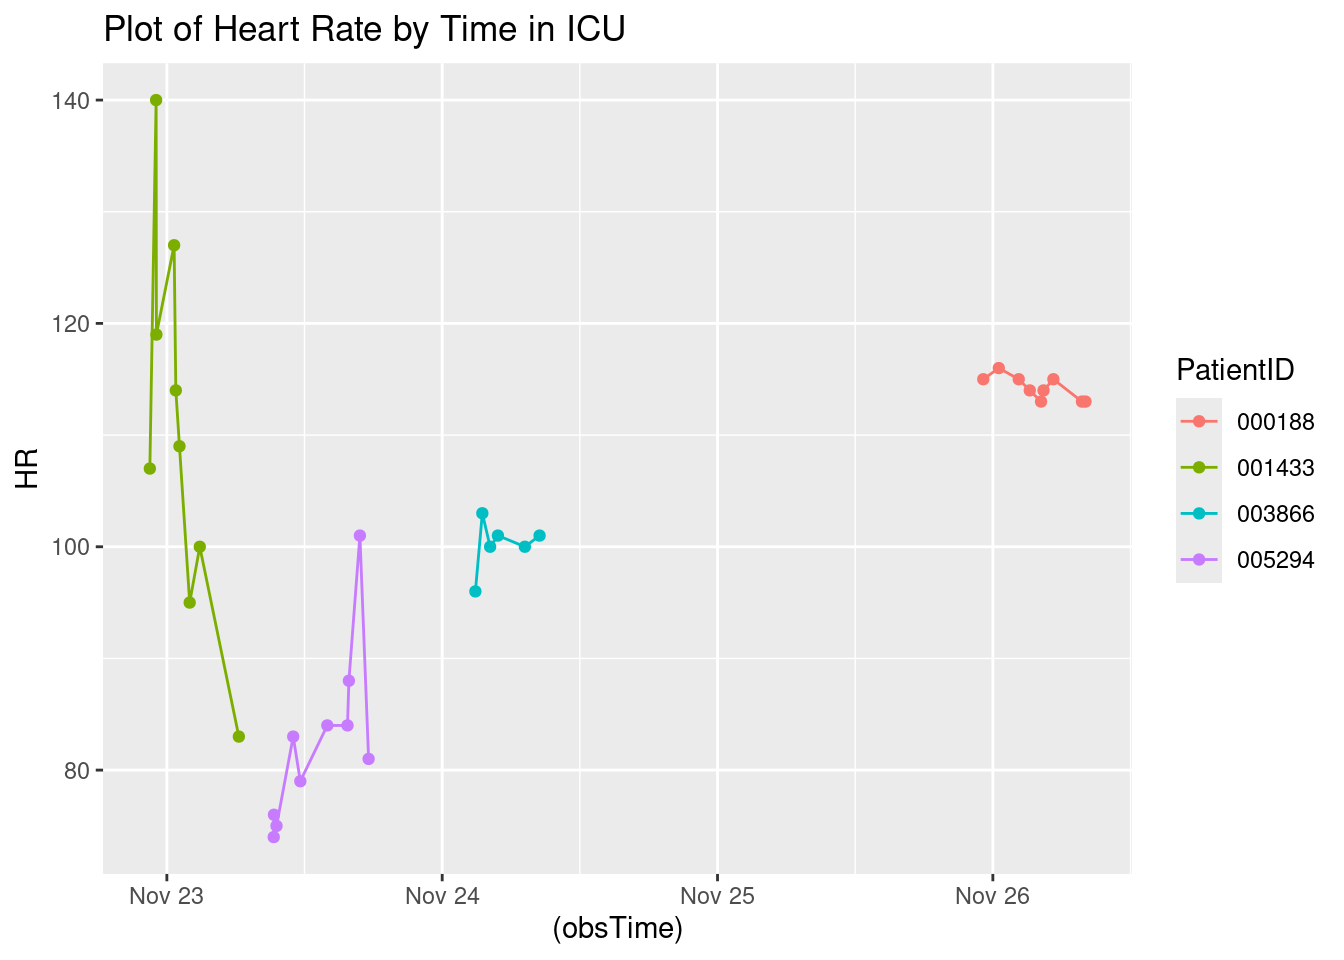 Plot of Heart Rate by Time in ICU
140
120
100
80
HR
Nov 23
Nov 24
Nov 25
Nov 26
(obsTime)
PatientID
000188
001433
003866
005294